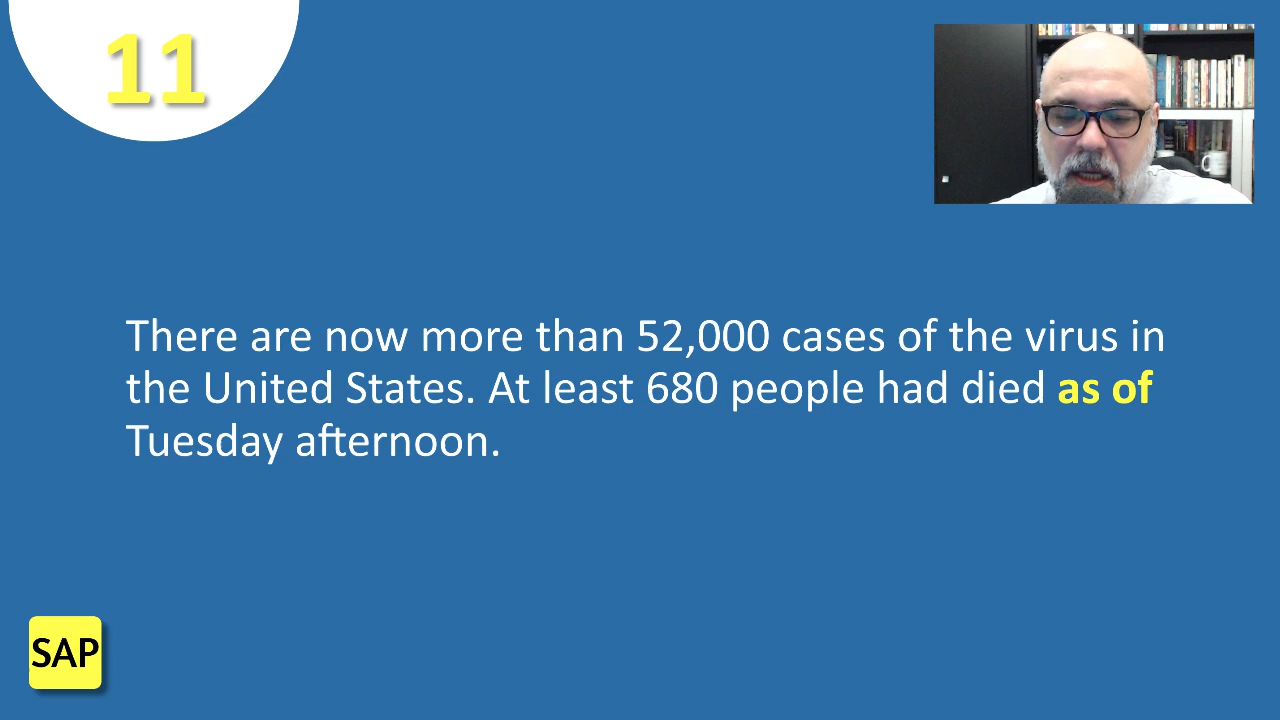 11
There are now more than 52,000 cases of the virus in
the United States. At least 680 people had died as of
Tuesday afternoon.
SAP